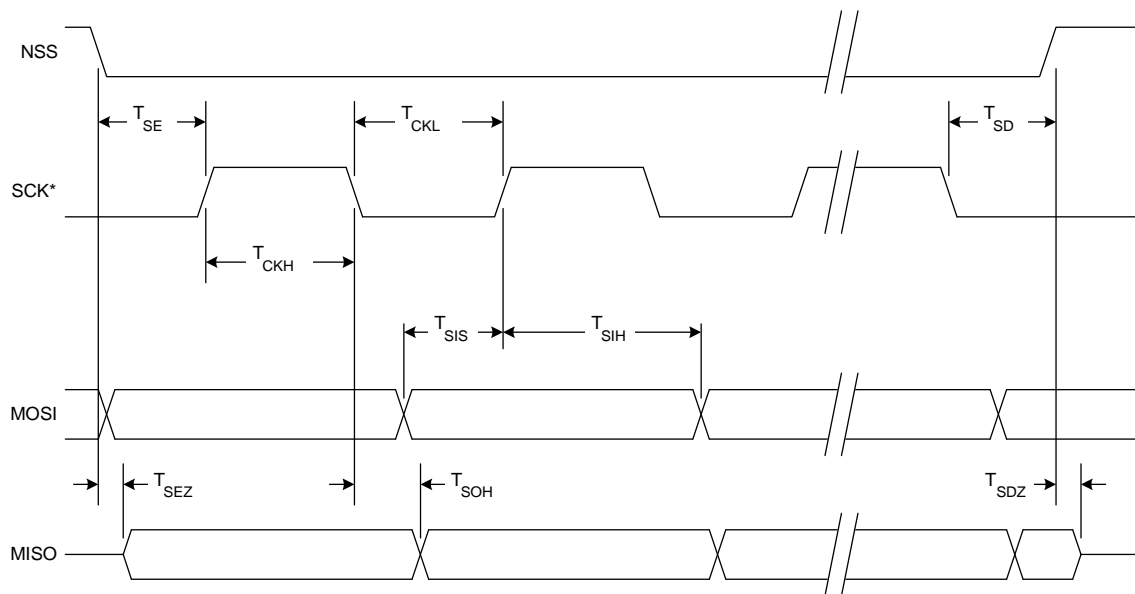 NSS
T_SE
T_CKL
T_SD
SCK*
T_CKH
T_SIS
T_SIH
MOSI
T_SEZ
T_SOH
T_SDZ
MISO